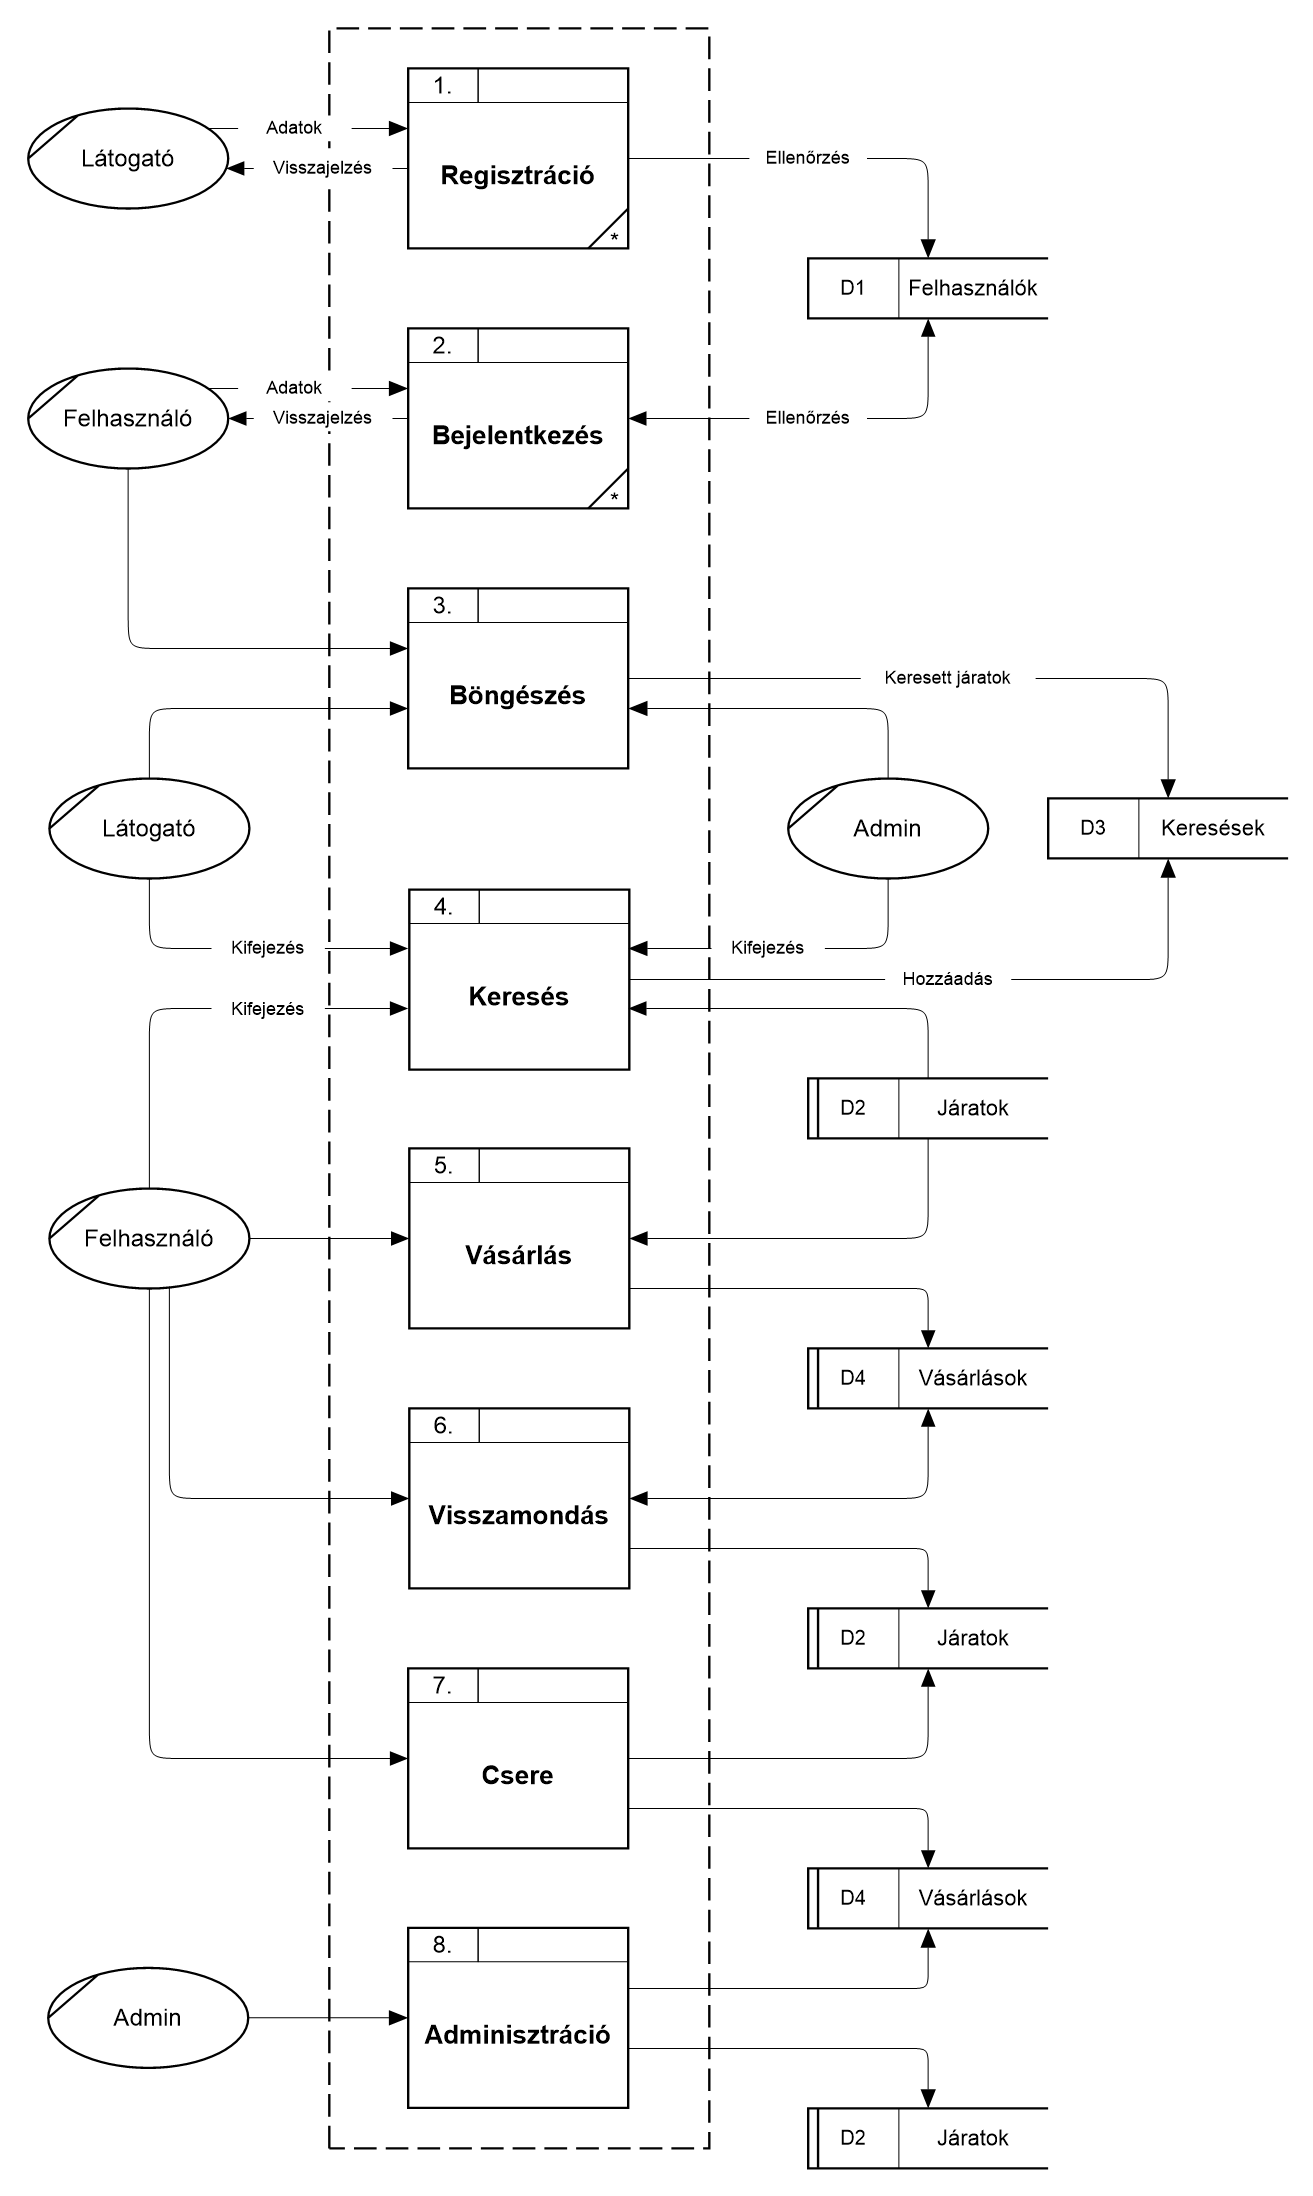 1.
Látogató
Adatok
Visszajelzés
Regisztráció
*
Ellenőrzés
D1
Felhasználók
2.
Felhasználó
Adatok
Visszajelzés
Bejelentkezés
*
Ellenőrzés
3.
Böngészés
Keresett járatok
Látogató
Admin
D3
Keresések
4.
Kifejezés
Kifejezés
Keresés
Hozzáadás
Kifejezés
D2
Járatok
5.
Felhasználó
Vásárlás
D4
Vásárlások
6.
Visszamondás
D2
Járatok
7.
Csere
D4
Vásárlások
8.
Admin
Adminisztráció
D2
Járatok